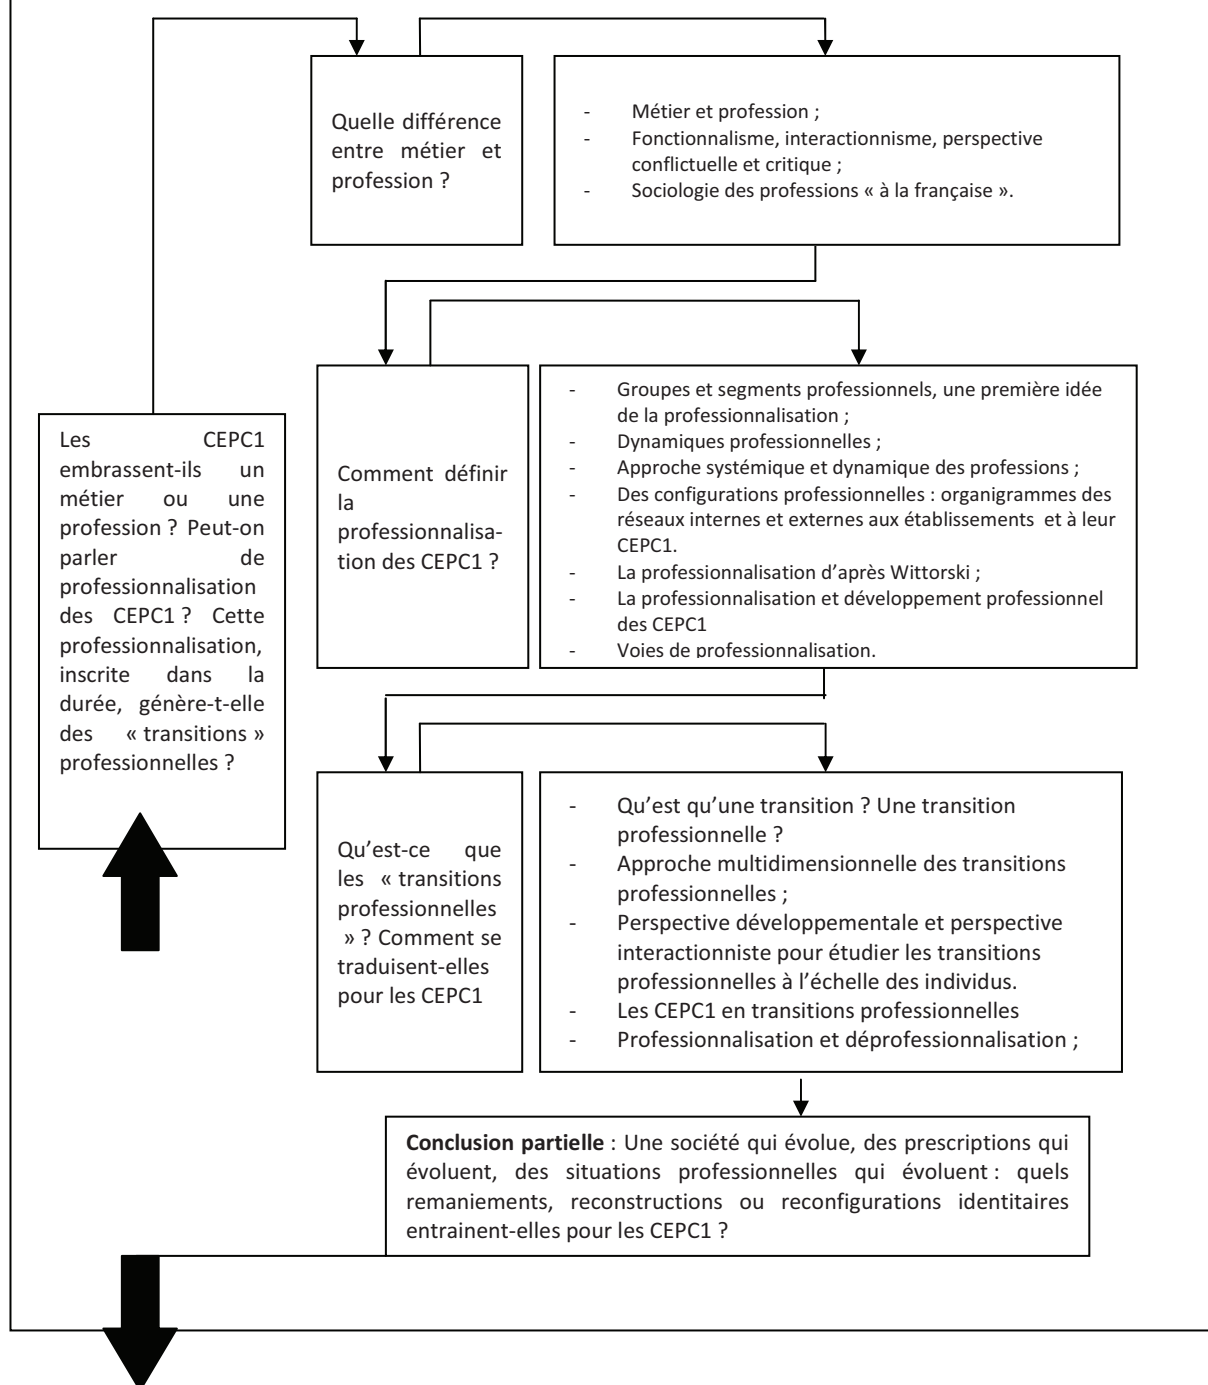 Quelle différence
entre métier et
profession ?
- Métier et profession ;
- Fonctionnalisme, interactionnisme, perspective
conflictuelle et critique ;
- Sociologie des professions « à la française ».
Les CEPC1
embrassent-ils un
métier ou une
profession ? Peut-on
parler de
professionnalisation
des CEPC1 ? Cette
professionnalisation,
inscrite dans la
durée, génère-t-elle
des « transitions »
professionnelles ?
Comment définir
la
professionnalisa-
tion des CEPC1 ?
- Groupes et segments professionnels, une première idée
de la professionnalisation ;
- Dynamiques professionnelles ;
- Approche systémique et dynamique des professions ;
- Des configurations professionnelles : organigrammes des
réseaux internes et externes aux établissements et à leur
CEPC1.
- La professionnalisation d'après Wittorski ;
- La professionnalisation et développement professionnel
des CEPC1
- Voies de professionnalisation.
Qu'est-ce que
les « transitions
professionnelles
» ? Comment se
traduisent-elles
pour les CEPC1
- Qu'est qu'une transition ? Une transition
professionnelle ?
- Approche multidimensionnelle des transitions
professionnelles ;
- Perspective développementale et perspective
interactionniste pour étudier les transitions
professionnelles à l'échelle des individus.
- Les CEPC1 en transitions professionnelles
- Professionnalisation et déprofessionnalisation ;
Conclusion partielle : Une société qui évolue, des prescriptions qui
évoluent, des situations professionnelles qui évoluent : quels
remaniements, reconstructions ou reconfigurations identitaires
entrainent-elles pour les CEPC1 ?